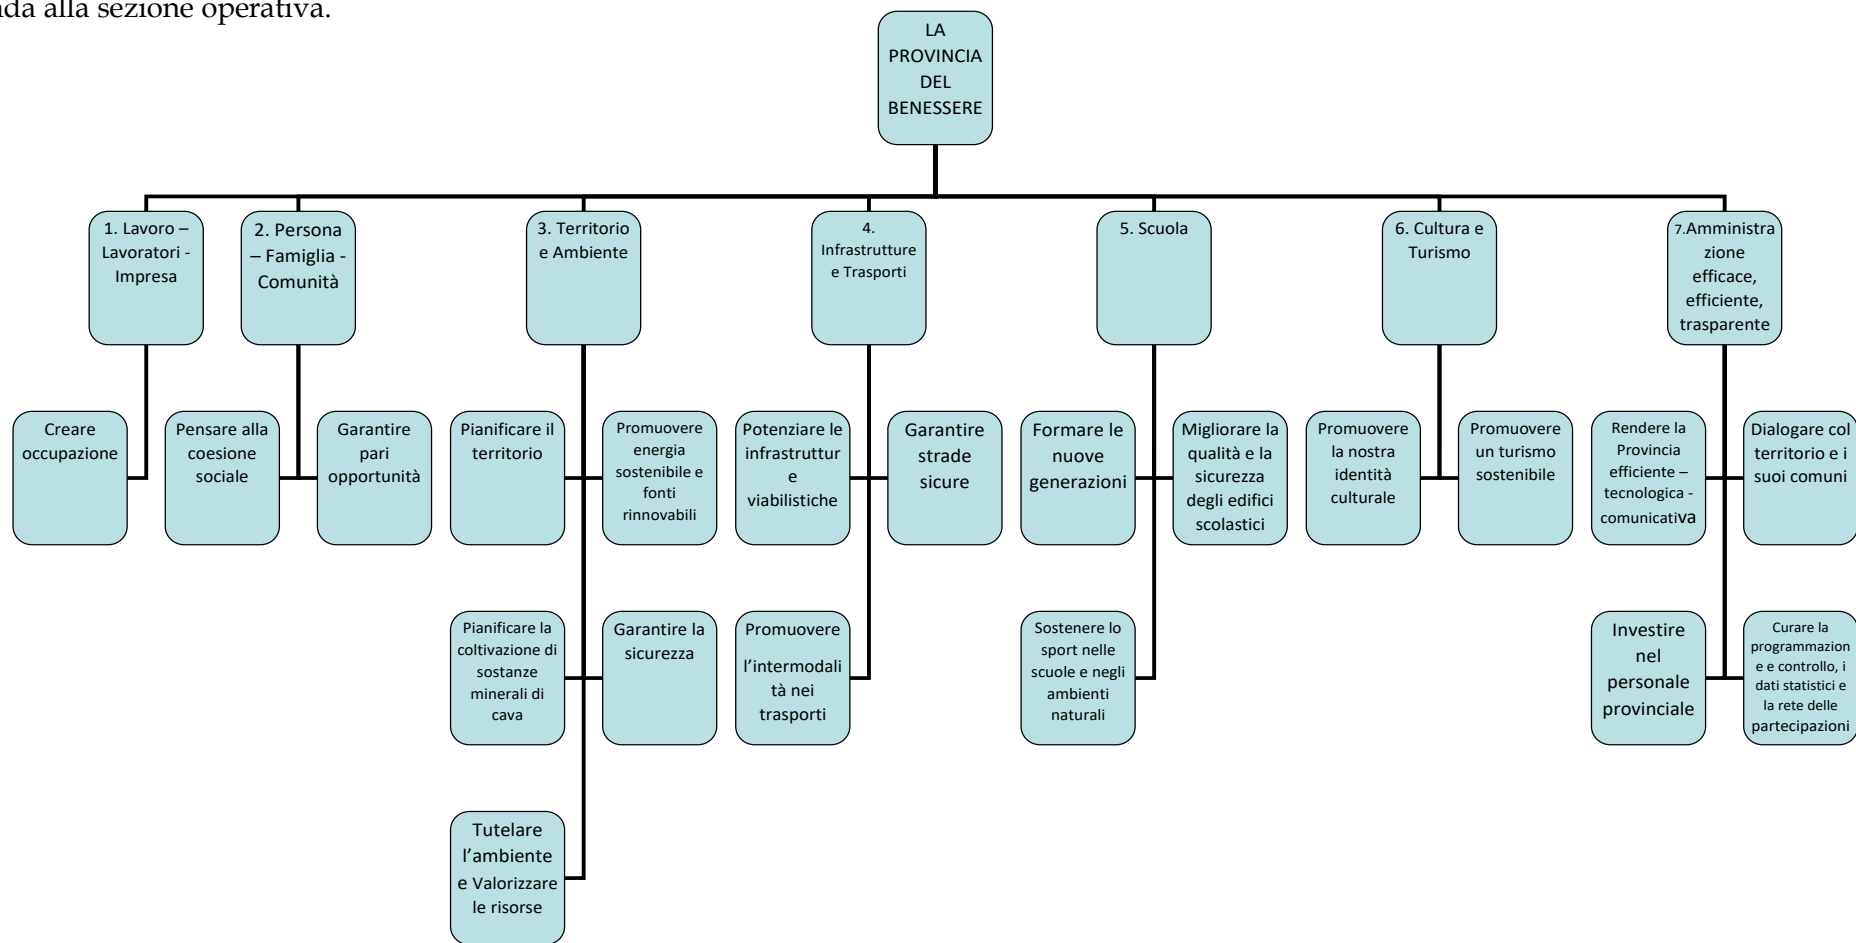 da alla sezione operativa.
LA
PROVINCIA
DEL
BENESSERE
1. Lavoro –
Lavoratori -
Impresa
2. Persona
– Famiglia -
Comunità
3. Territorio
e Ambiente
4.
Infrastrutture
e Trasporti
5. Scuola
6. Cultura e
Turismo
7.Amministra
zione
efficace,
efficiente,
trasparente
Creare
occupazione
Pensare alla
coesione
sociale
Garantire
pari
opportunità
Pianificare il
territorio
Promuovere
energia
sostenibile e
fonti
rinnovabili
Potenziare le
infrastruttur
e
viabilistiche
Garantire
strade
sicure
Formare le
nuove
generazioni
Migliorare la
qualità e la
sicurezza
degli edifici
scolastici
Promuovere
la nostra
identità
culturale
Promuovere
un turismo
sostenibile
Rendere la
Provincia
efficiente –
tecnologica -
comunicativa
Dialogare col
territorio e i
suoi comuni
Pianificare la
coltivazione di
sostanze
minerali di
cava
Garantire la
sicurezza
Promuovere
l’intermodali
tà nei
trasporti
Sostenere lo
sport nelle
scuole e negli
ambienti
naturali
Investire
nel
personale
provinciale
Curare la
programmazion
e e controllo, i
dati statistici e
la rete delle
partecipazioni
Tutelare
l’ambiente
e Valorizzare
le risorse